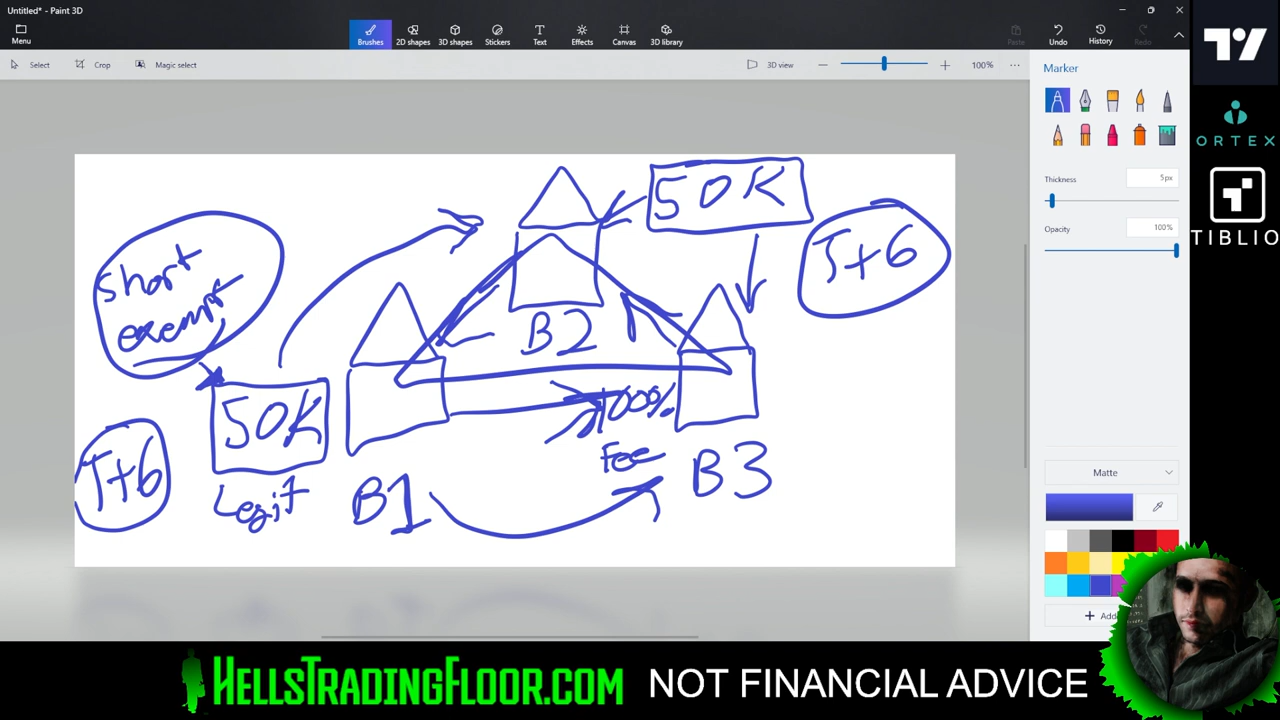 Untitled* - Paint 3D
Menu
Brushes
2D shapes
3D shapes
Stickers
Text
Effects
Canvas
3D library
Paste
Undo
History
Redo
Select
Crop
Magic select
3D view
100%
...
Marker
Thickness
5px
Opacity
100%
Matte
Add
short
exempt
50K
Legit
T+6
B1
B2
50K
T+6
100%
Fee
B3
ORTEX
TIBLIO
HELLSTRADINGFLOOR.COM
NOT FINANCIAL ADVICE